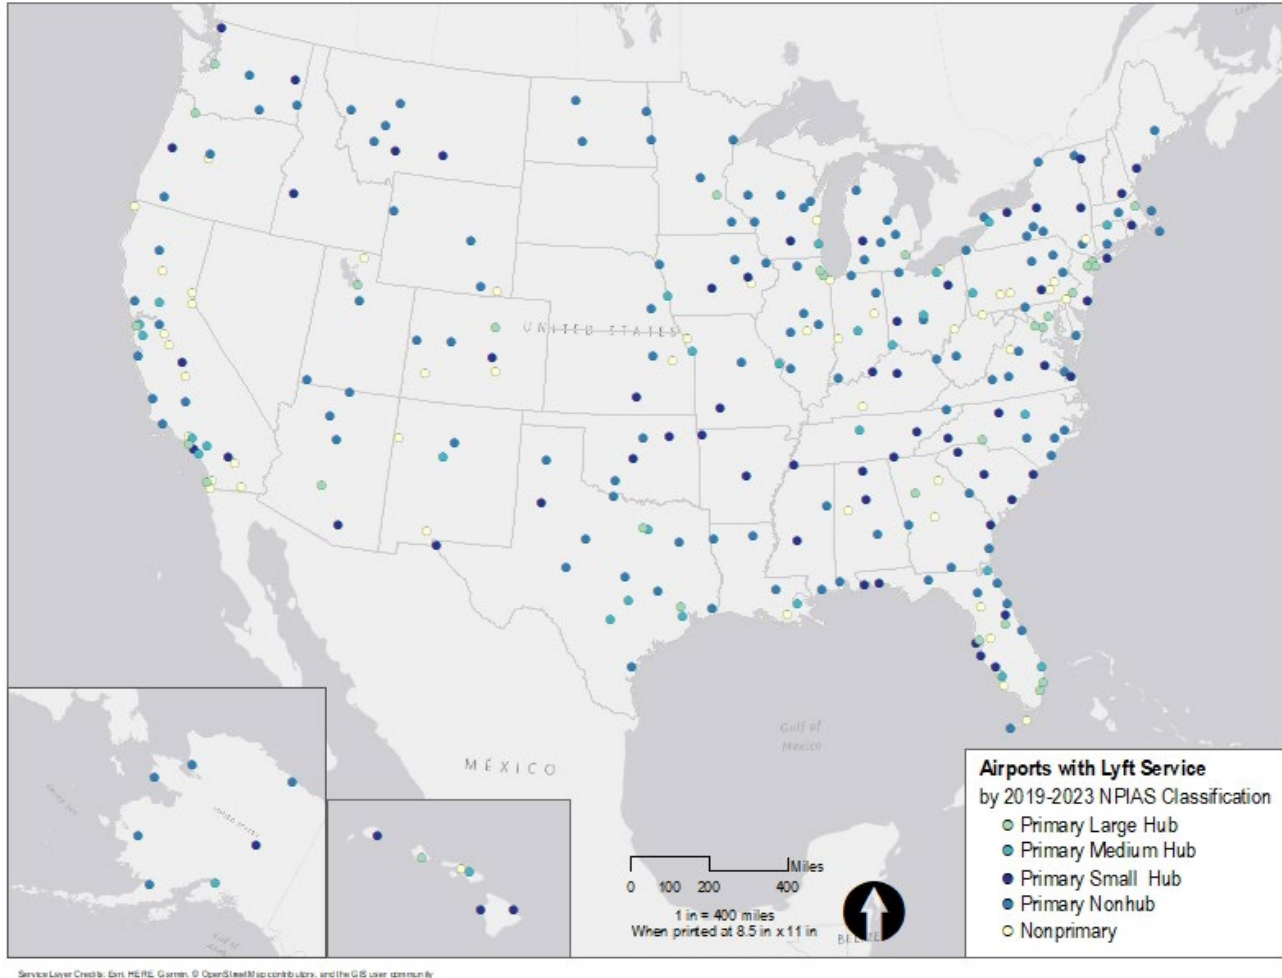 UNITED STATES
MÉXICO
Gulf of
Mexico
Airports with Lyft Service
by 2019-2023 NPIAS Classification
Primary Large Hub
Primary Medium Hub
Primary Small Hub
Primary Nonhub
Nonprimary
Miles
0 100 200 400
1 in = 400 miles
When printed at 8.5 in x 11 in
BELIZE
Service Layer Credits: Esri, HERE, Garmin, © OpenStreetMap contributors, and the GIS user community